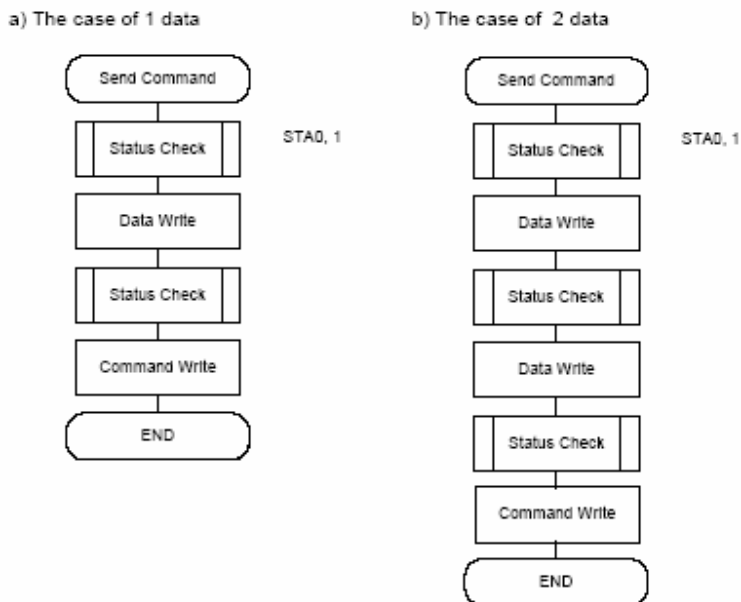 a) The case of 1 data
Send Command
Status Check
STA0, 1
Data Write
Status Check
Command Write
END
b) The case of 2 data
Send Command
Status Check
STA0, 1
Data Write
Status Check
Data Write
Status Check
Command Write
END